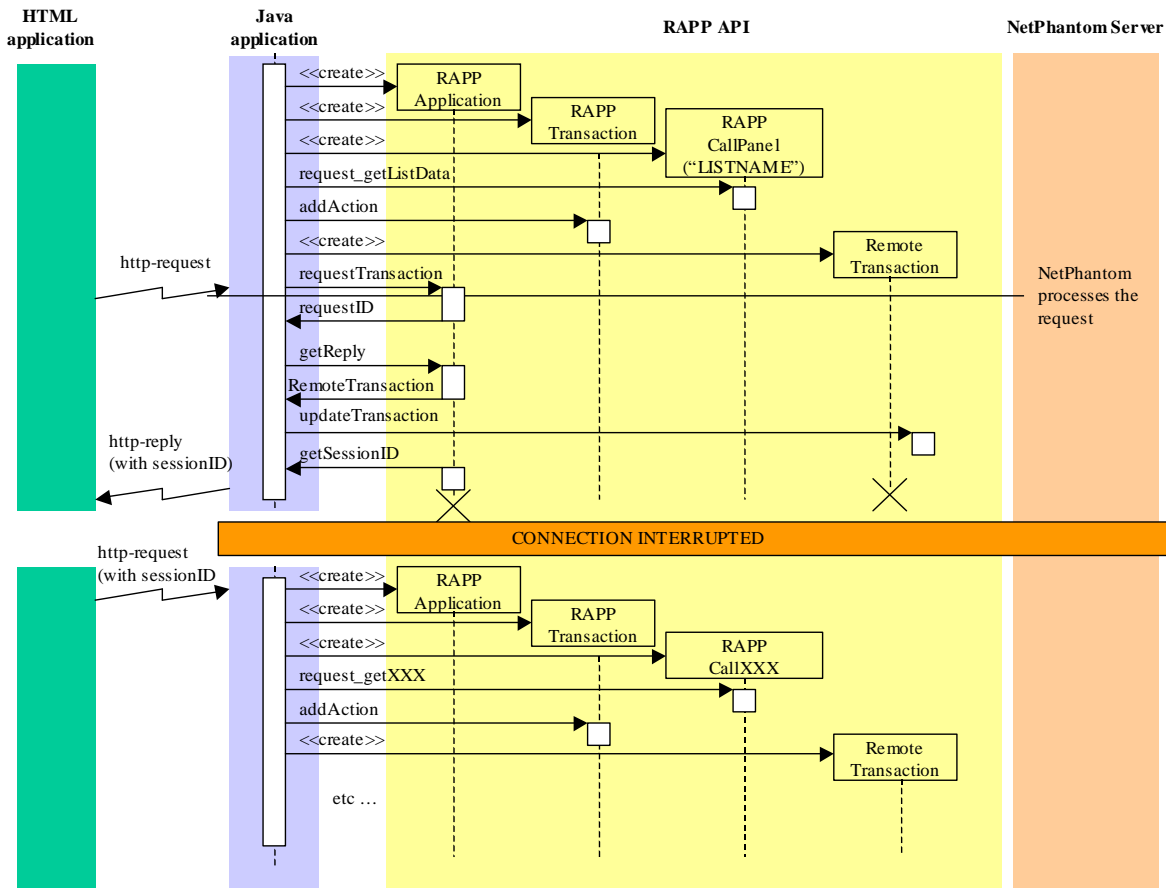 HTML
application
Java
application
RAPP API
NetPhantom Server
<<create>>
RAPP
Application
<<create>>
RAPP
Transaction
<<create>>
RAPP
CallPanel
(“LISTNAME”)
request_getListData
addAction
<<create>>
Remote
Transaction
http-request
requestTransaction
NetPhantom
processes the
request
requestID
getReply
RemoteTransaction
updateTransaction
http-reply
(with sessionID)
getSessionID
CONNECTION INTERRUPTED
http-request
(with sessionID
<<create>>
RAPP
Application
<<create>>
RAPP
Transaction
<<create>>
RAPP
CallXXX
request_getXXX
addAction
<<create>>
Remote
Transaction
etc …